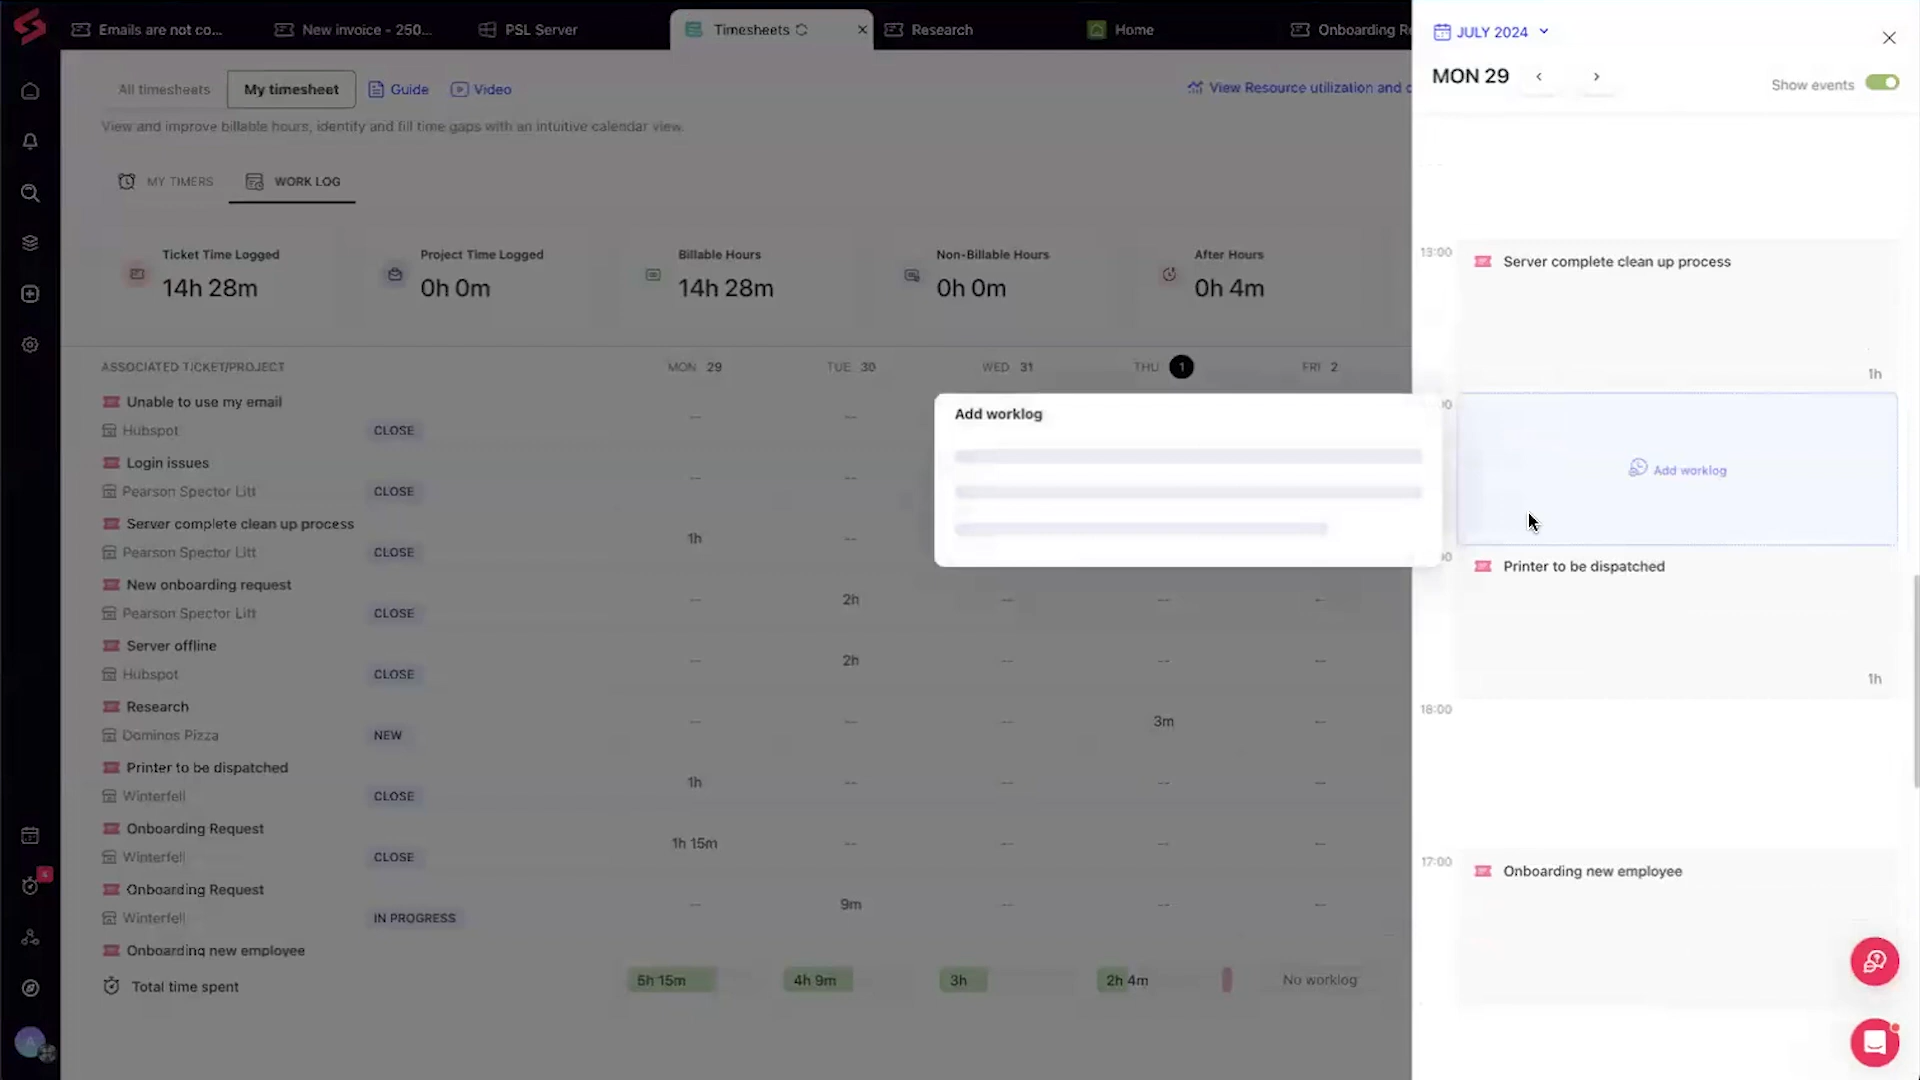 Emails are not co...
New invoice - 250...
PSL Server
Timesheets
Research
Home
Onboarding Re
JULY 2024
MON 29
Show events
All timesheets
My timesheet
Guide
Video
View Resource utilization and c
View and improve billable hours, identify and fill time gaps with an intuitive calendar view.
MY TIMERS
WORK LOG
Ticket Time Logged
14h 28m
Project Time Logged
0h 0m
Billable Hours
14h 28m
Non-Billable Hours
0h 0m
After Hours
0h 4m
ASSOCIATED TICKET/PROJECT
MON 29
TUE 30
WED 31
THU 1
FRI 2
Unable to use my email
-- --
Hubspot
CLOSE
Login issues
-- --
Pearson Spector Litt
CLOSE
Server complete clean up process
1h --
Pearson Spector Litt
CLOSE
New onboarding request
-- 2h -- -- --
Pearson Spector Litt
CLOSE
Server offline
-- 2h -- -- --
Hubspot
CLOSE
Research
-- -- -- 3m --
Dominos Pizza
NEW
Printer to be dispatched
1h -- -- -- --
Winterfell
CLOSE
Onboarding Request
1h 15m -- -- -- --
Winterfell
CLOSE
Onboarding Request
-- 9m -- -- --
Winterfell
IN PROGRESS
Onboarding new employee
Total time spent
5h 15m
4h 9m
3h
2h 4m
No worklog
Add worklog
13:00
Server complete clean up process
1h
00
Add worklog
00
Printer to be dispatched
1h
18:00
17:00
Onboarding new employee
A